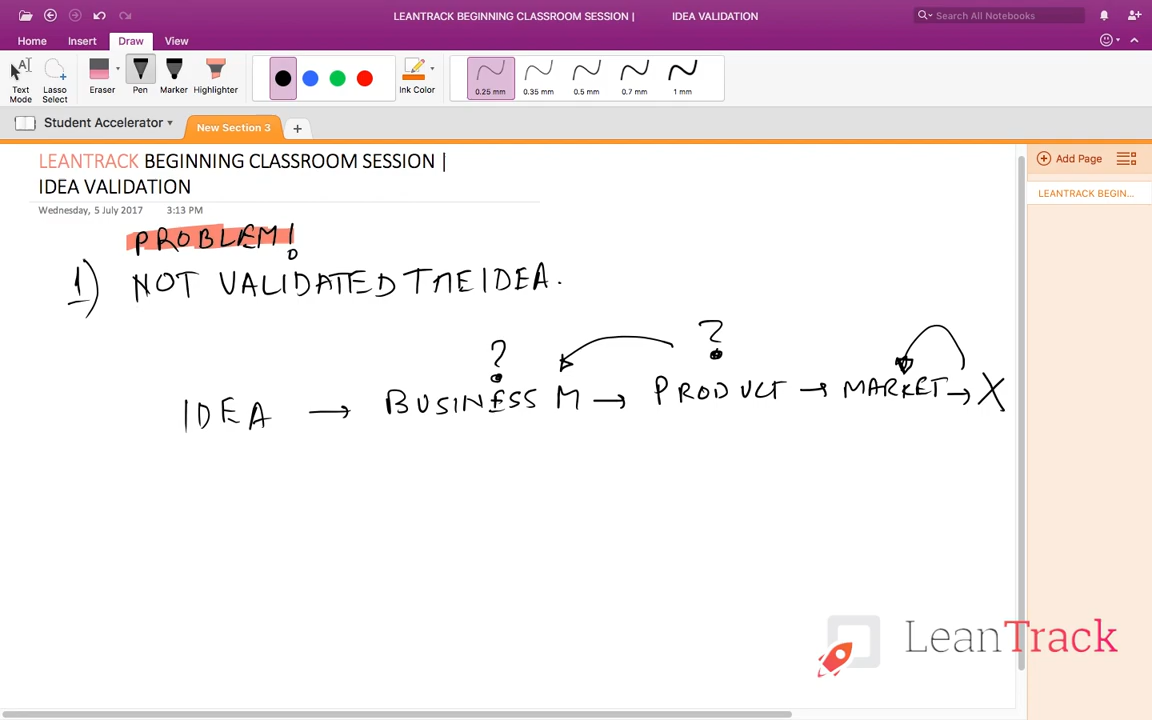 LEANTRACK BEGINNING CLASSROOM SESSION | IDEA VALIDATION
Search All Notebooks
Home Insert Draw View
Text Mode
Lasso Select
Eraser
Pen
Marker
Highlighter
Ink Color
0.25 mm 0.35 mm 0.5 mm 0.7 mm 1 mm
Student Accelerator
New Section 3
+
Add Page
LEANTRACK BEGIN...
LEANTRACK BEGINNING CLASSROOM SESSION |
IDEA VALIDATION
Wednesday, 5 July 2017 3:13 PM
PROBLEM!
1) NOT VALIDATED THE IDEA.
? ?
IDEA → BUSINESS M → PRODUCT → MARKET → X
LeanTrack